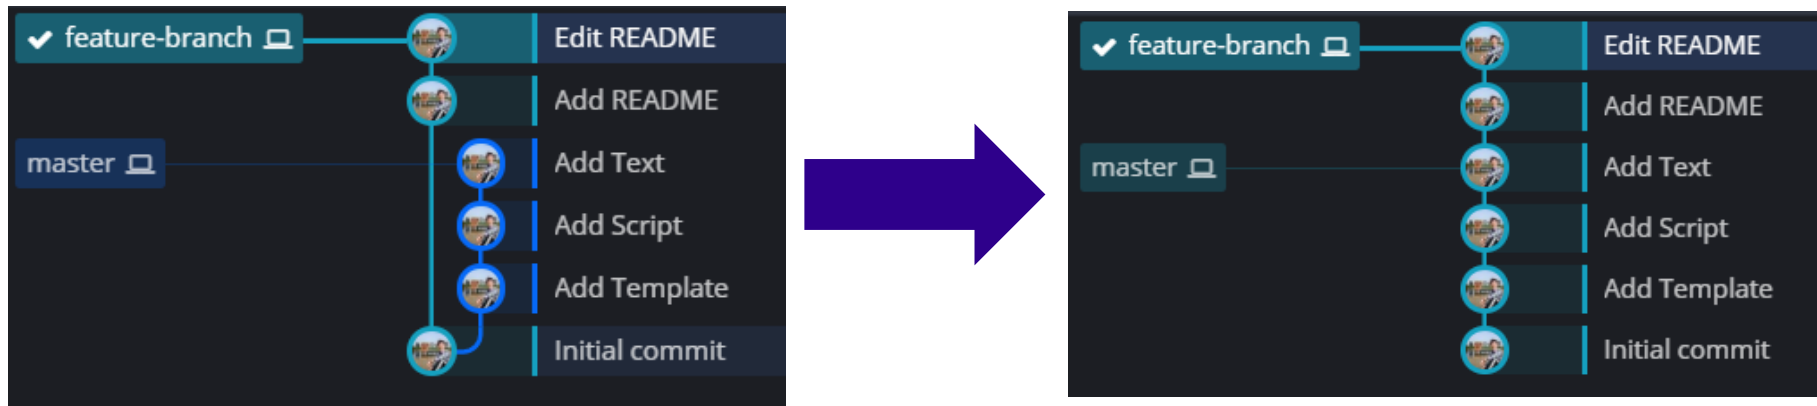 feature-branch
Edit README
Add README
master
Add Text
Add Script
Add Template
Initial commit
feature-branch
Edit README
Add README
master
Add Text
Add Script
Add Template
Initial commit